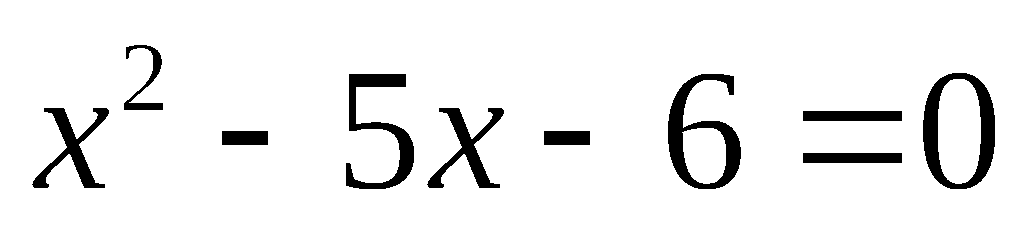 x² - 5x - 6 =0